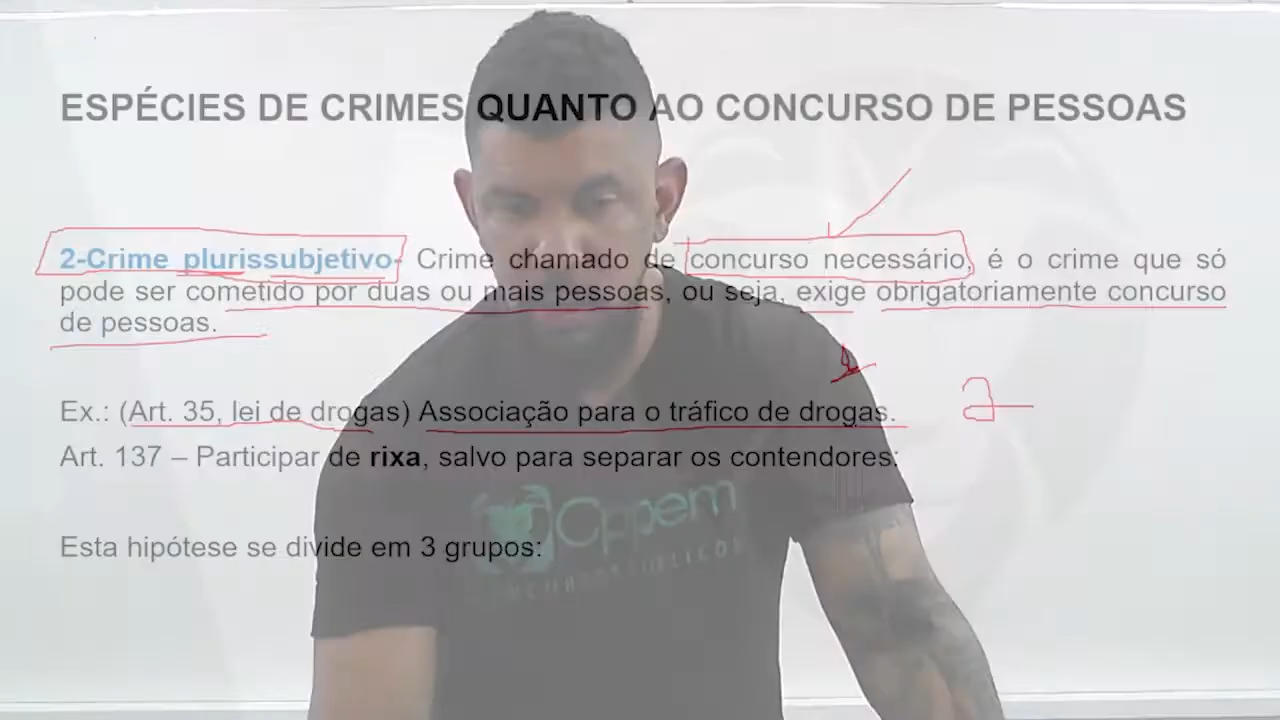 ESPÉCIES DE CRIMES QUANTO AO CONCURSO DE PESSOAS
2-Crime plurissubjetivo- Crime chamado de concurso necessário, é o crime que só
pode ser cometido por duas ou mais pessoas, ou seja, exige obrigatoriamente concurso
de pessoas.
Ex.: (Art. 35, lei de drogas) Associação para o tráfico de drogas.
2
Art. 137 – Participar de rixa, salvo para separar os contendores:
Cppem
Esta hipótese se divide em 3 grupos: